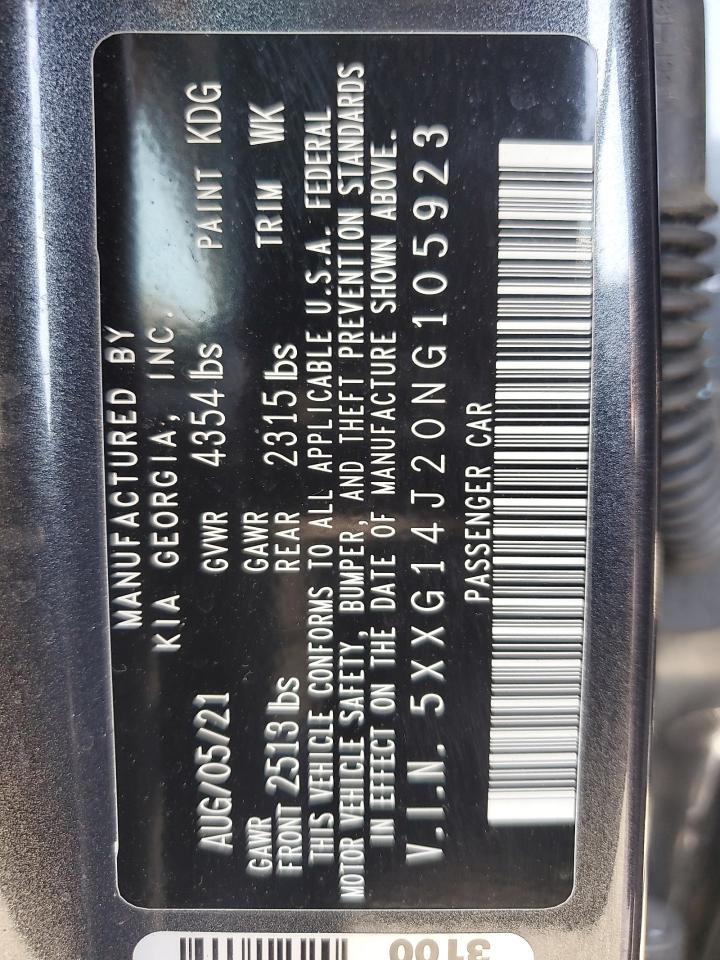 MANUFACTURED BY
KIA GEORGIA, INC.
AUG/05/21 GVWR 4354 lbs PAINT KDG
GAWR GAWR TRIM WK
FRONT 2513 lbs REAR 2315 lbs
THIS VEHICLE CONFORMS TO ALL APPLICABLE U.S.A. FEDERAL
MOTOR VEHICLE SAFETY, BUMPER, AND THEFT PREVENTION STANDARDS
IN EFFECT ON THE DATE OF MANUFACTURE SHOWN ABOVE.
V.I.N. 5XXG14J20NG105923
PASSENGER CAR
3100